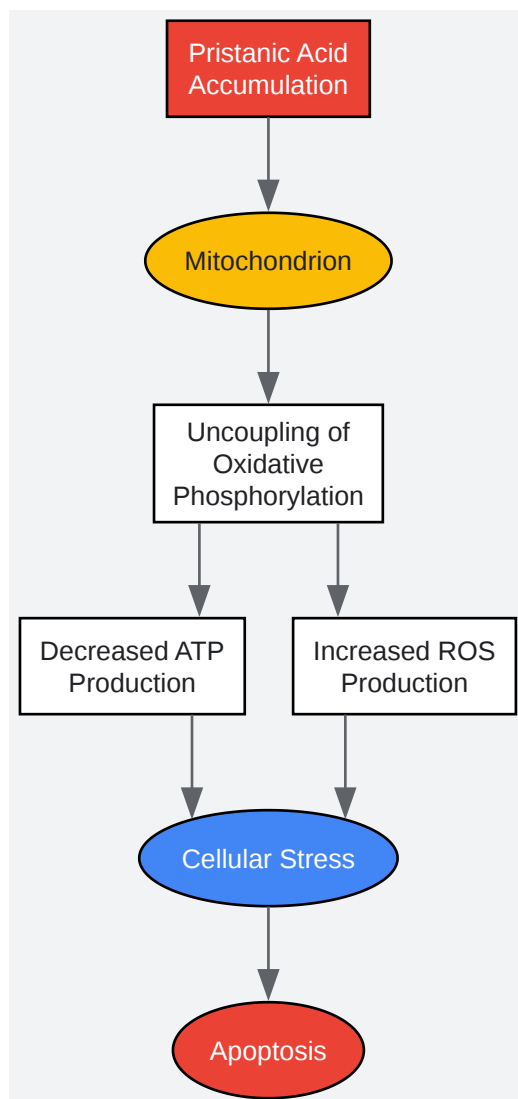 Pristanic Acid
Accumulation
Mitochondrion
Uncoupling of
Oxidative
Phosphorylation
Decreased ATP
Production
Increased ROS
Production
Cellular Stress
Apoptosis